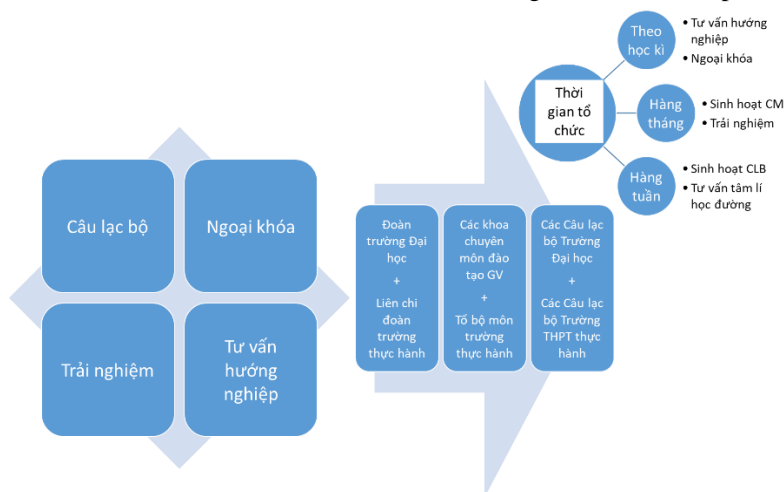 Câu lạc bộ
Ngoại khóa
Trải nghiệm
Tư vấn
hướng
nghiệp
Đoàn
trường Đại
học
+
Liên chi
đoàn
trường
thực hành
Các khoa
chuyên
môn đào
tạo GV
+
Tổ bộ môn
trường
thực hành
Các Câu lạc
bộ Trường
Đại học
+
Các Câu lạc
bộ Trường
THPT thực
hành
Thời
gian tổ
chức
Theo
học kì
• Tư vấn hướng
nghiệp
• Ngoại khóa
Hàng
tháng
• Sinh hoạt CM
• Trải nghiệm
Hàng
tuần
• Sinh hoạt CLB
• Tư vấn tâm lí
học đường